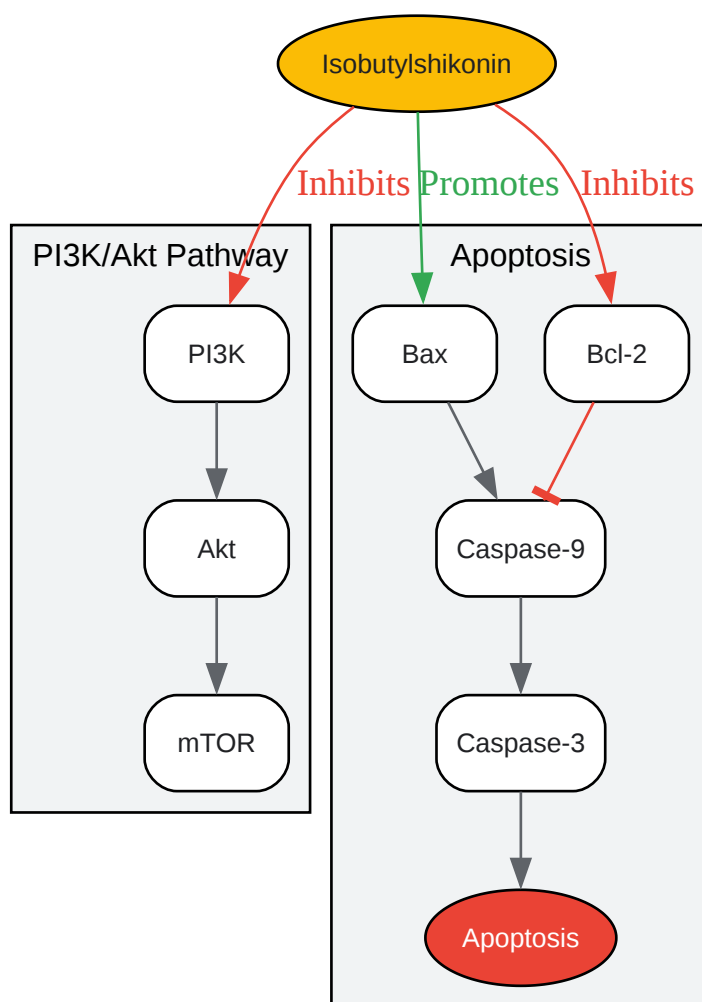 Isobutylshikonin
Inhibits Promotes Inhibits
PI3K/Akt Pathway
Apoptosis
PI3K
Bax
Bcl-2
Akt
Caspase-9
mTOR
Caspase-3
Apoptosis